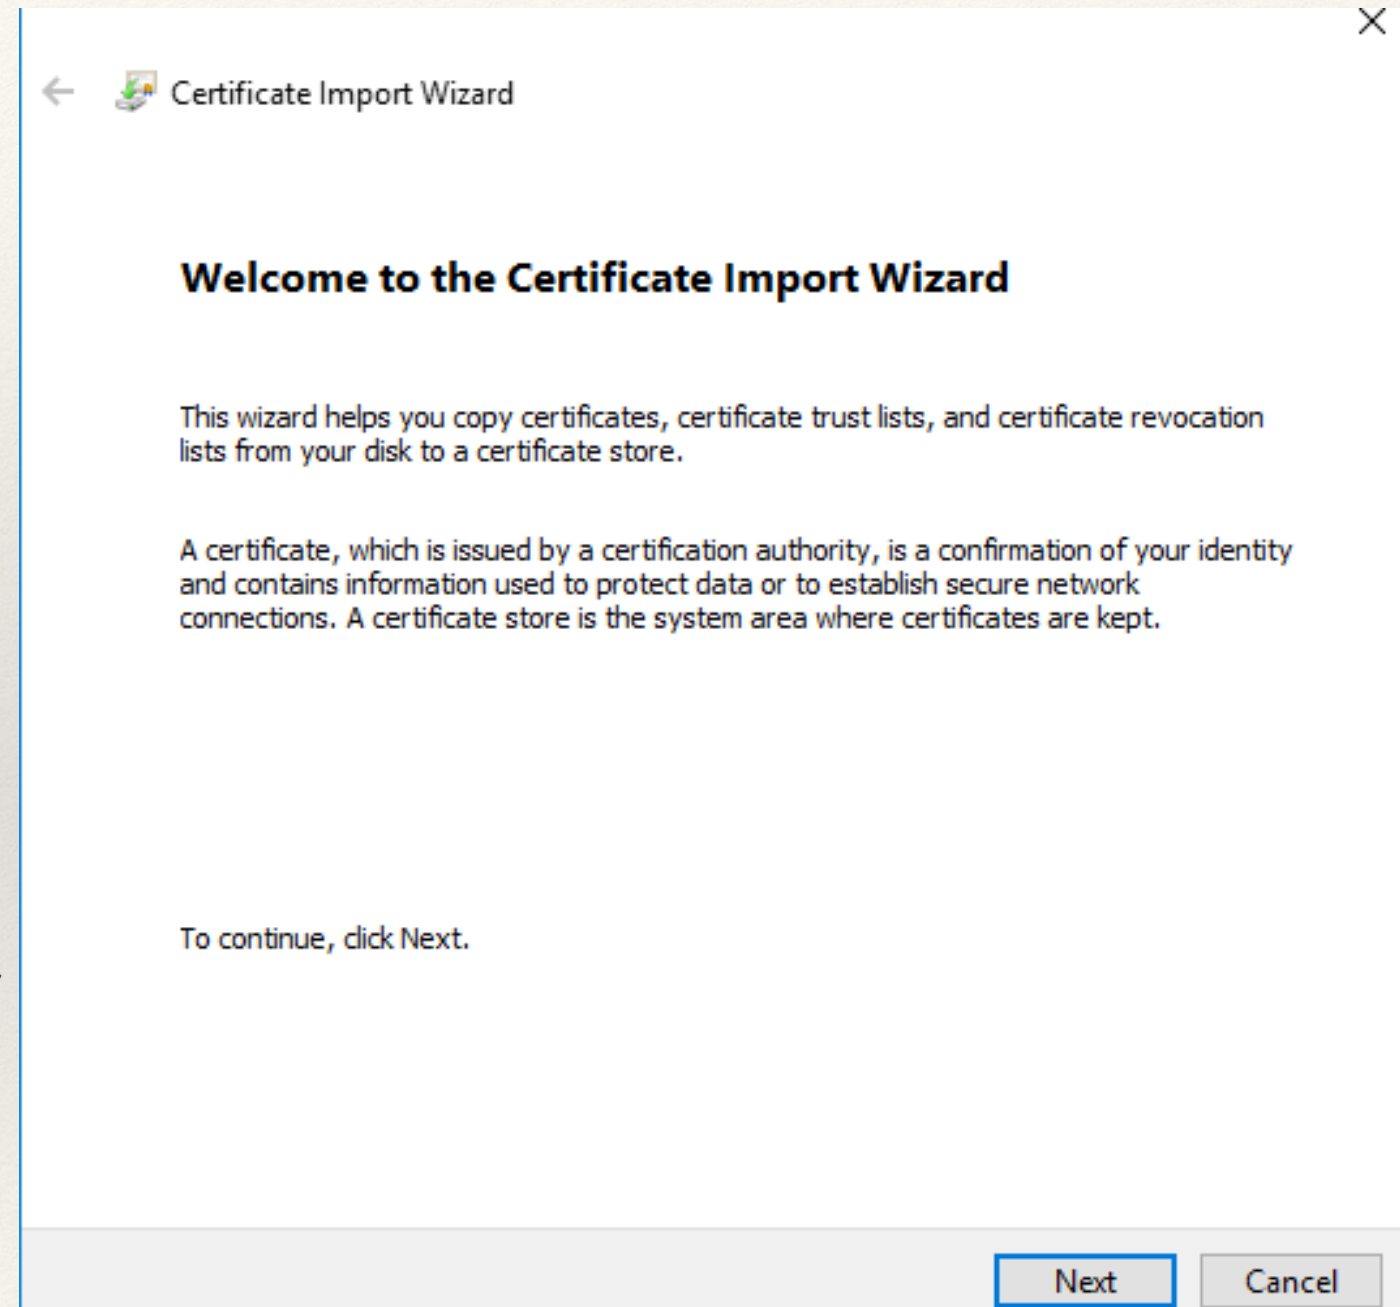 Certificate Import Wizard
Welcome to the Certificate Import Wizard
This wizard helps you copy certificates, certificate trust lists, and certificate revocation
lists from your disk to a certificate store.
A certificate, which is issued by a certification authority, is a confirmation of your identity
and contains information used to protect data or to establish secure network
connections. A certificate store is the system area where certificates are kept.
To continue, click Next.
Next
Cancel